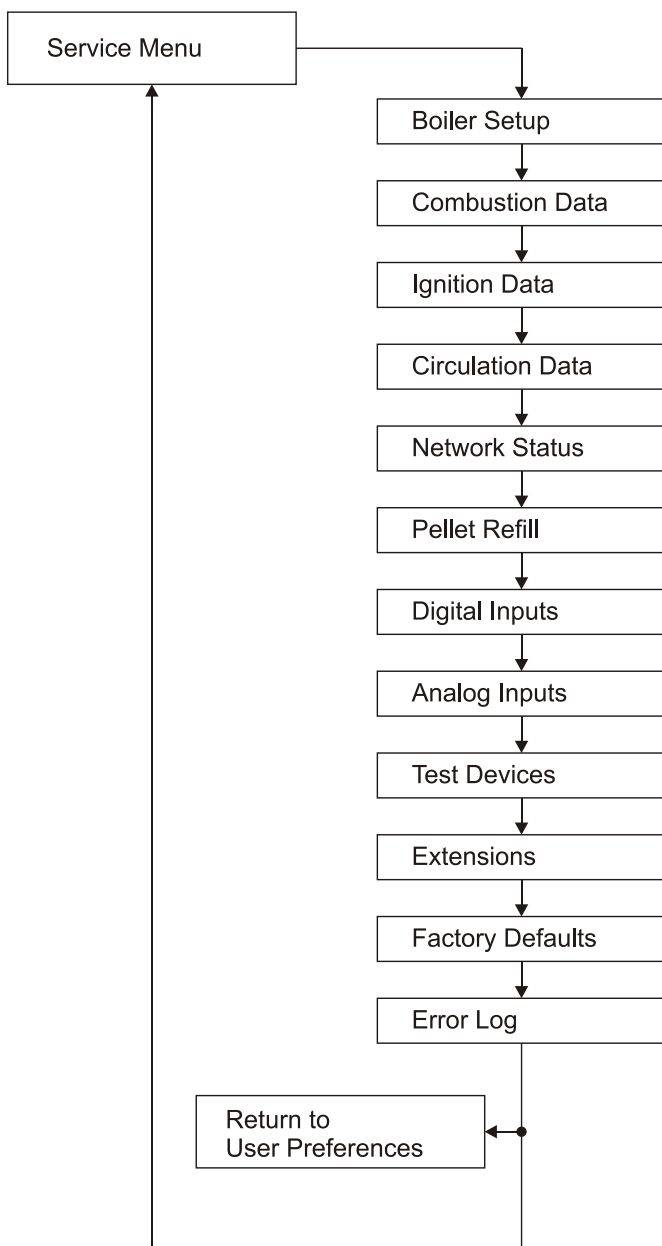 Service Menu
Boiler Setup
Combustion Data
Ignition Data
Circulation Data
Network Status
Pellet Refill
Digital Inputs
Analog Inputs
Test Devices
Extensions
Factory Defaults
Error Log
Return to
User Preferences